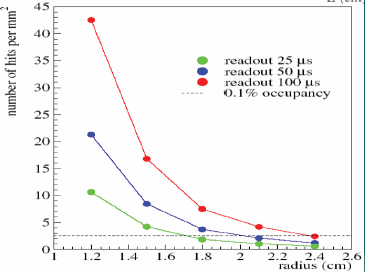 45
40
35
30
25
20
15
10
5
0
number of hits per mm²
readout 25 µs
readout 50 µs
readout 100 µs
0.1% occupancy
1 1.2 1.4 1.6 1.8 2 2.2 2.4 2.6
radius (cm)